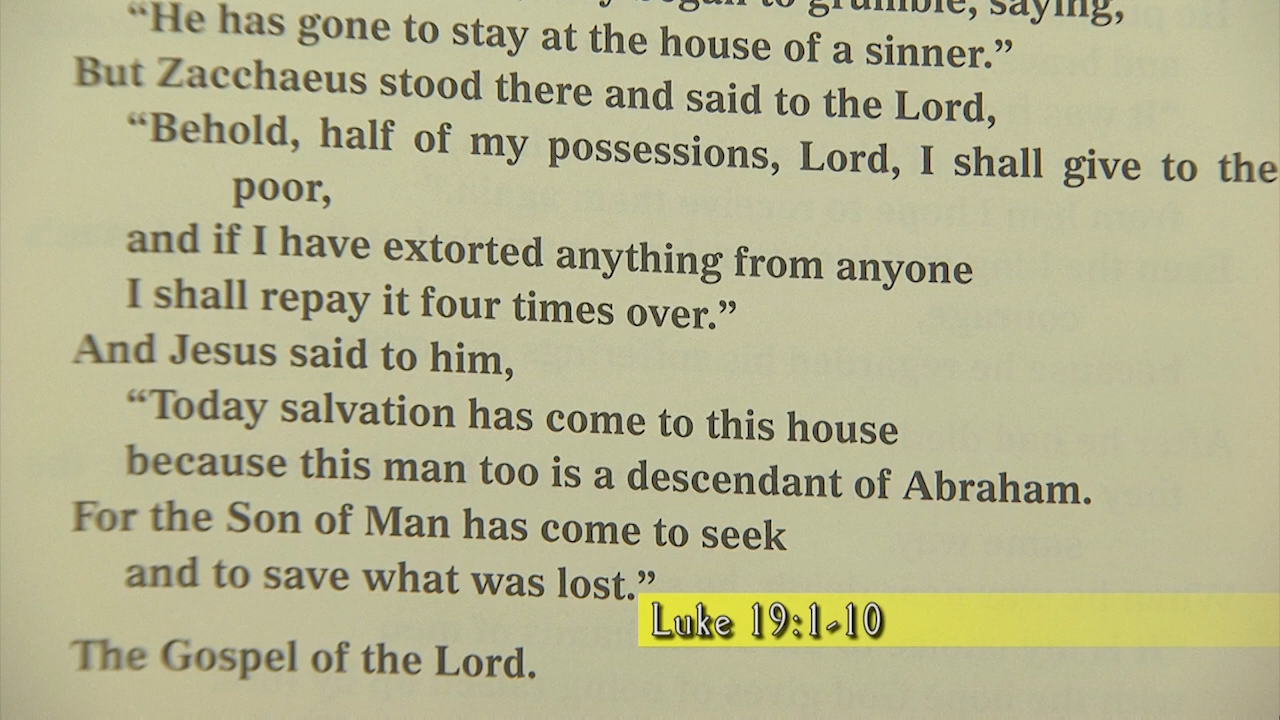 began to grumble, saying,
“He has gone to stay at the house of a sinner.”
But Zacchaeus stood there and said to the Lord,
“Behold, half of my possessions, Lord, I shall give to the
poor,
and if I have extorted anything from anyone
I shall repay it four times over.”
And Jesus said to him,
“Today salvation has come to this house
because this man too is a descendant of Abraham.
For the Son of Man has come to seek
and to save what was lost.”
Luke 19:1-10
The Gospel of the Lord.